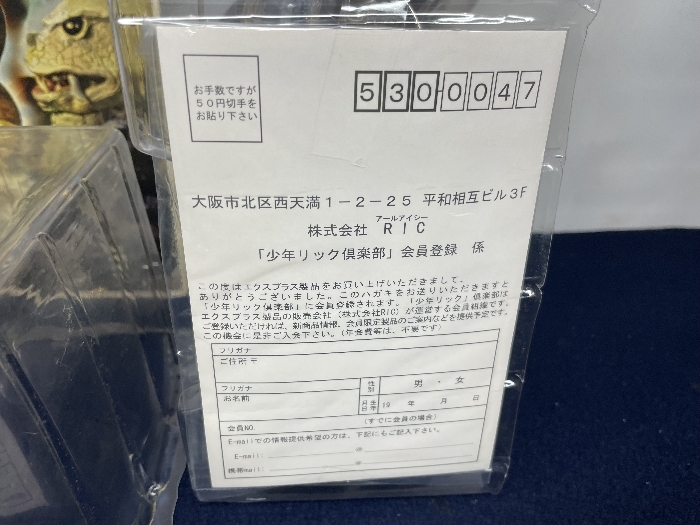 お手数ですが
５０円切手を
お貼り下さい
5300047
大阪市北区西天満１－２－２５ 平和相互ビル３Ｆ
アールアイシー
株式会社 ＲＩＣ
「少年リック倶楽部」会員登録 係
この度はエクスプラス製品をお買い上げいただきまして、
ありがとうございました。このハガキをお送りいただきますと
「少年リック倶楽部」に会員登録されます。「少年リック」倶楽部は
エクスプラス製品の販売会社（株式会社RIC）が運営する会員組織です。
ご登録いただければ、新商品情報、会員限定製品のご案内などを提供予定です。
この機会に是非ご入会下さい。（年会費等は、不要です）
フリガナ
ご住所 〒
フリガナ
性別 男 ・ 女
お名前
生年月日 19 年 月 日
会員NO. （すでに会員の場合）
E-mailでの情報提供希望の方は、下記にもご記入下さい。
E-mail: @
携帯mail: @